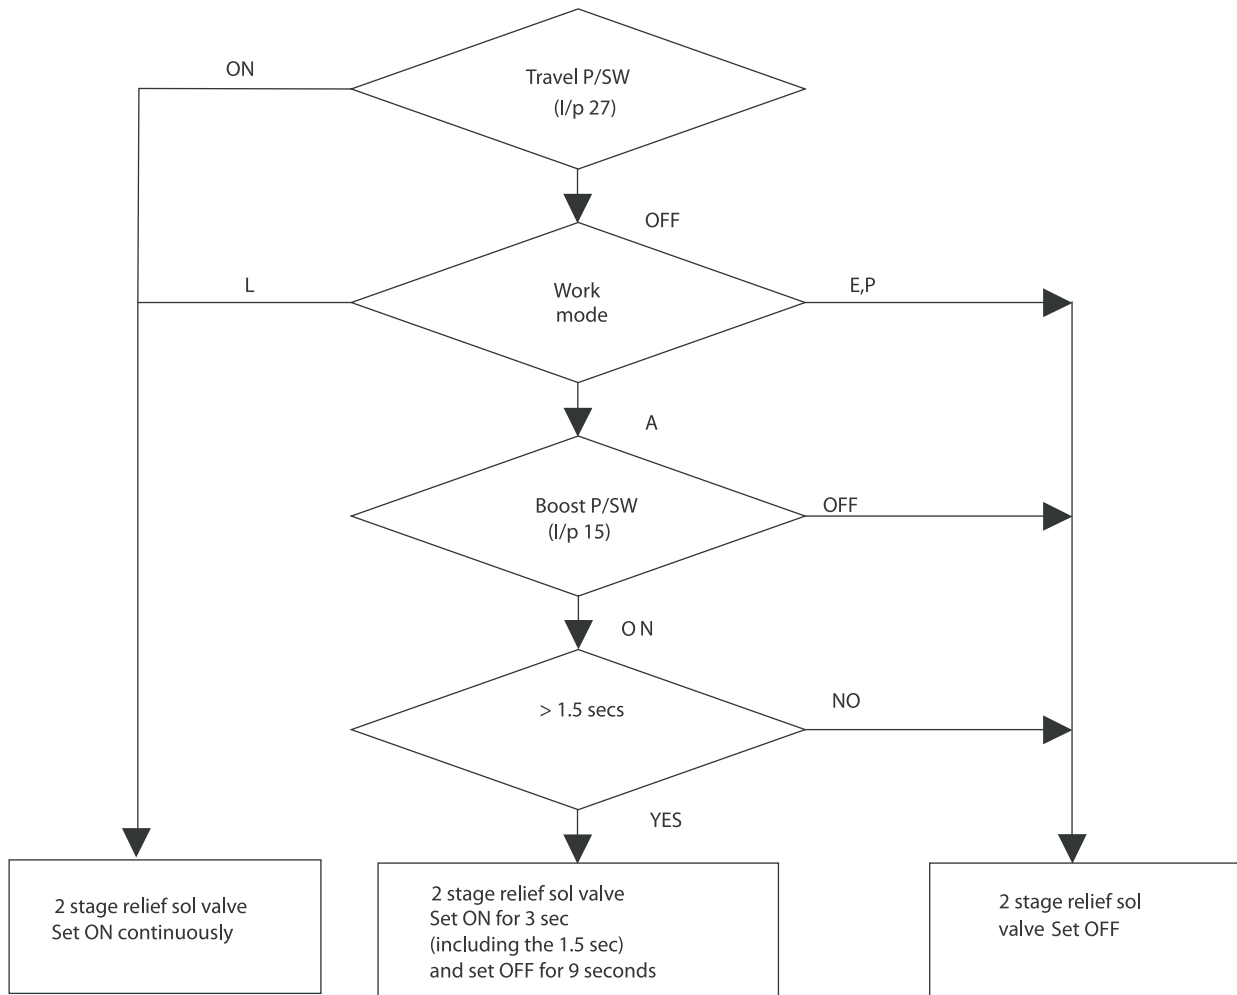 ON
Travel P/SW
(I/p 27)
OFF
L
Work
mode
E,P
A
Boost P/SW
(I/p 15)
OFF
O N
> 1.5 secs
NO
YES
2 stage relief sol valve
Set ON continuously
2 stage relief sol valve
Set ON for 3 sec
(including the 1.5 sec)
and set OFF for 9 seconds
2 stage relief sol
valve Set OFF